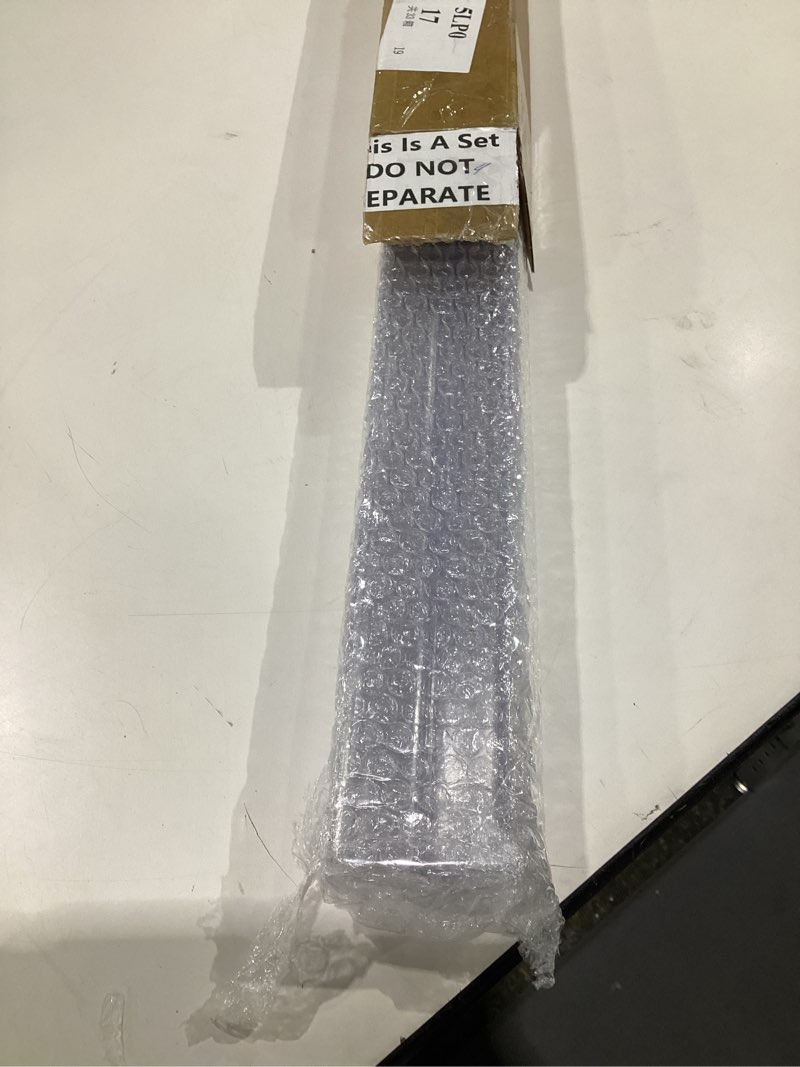 5LP0
17
19
is Is A Set
DO NOT
EPARATE